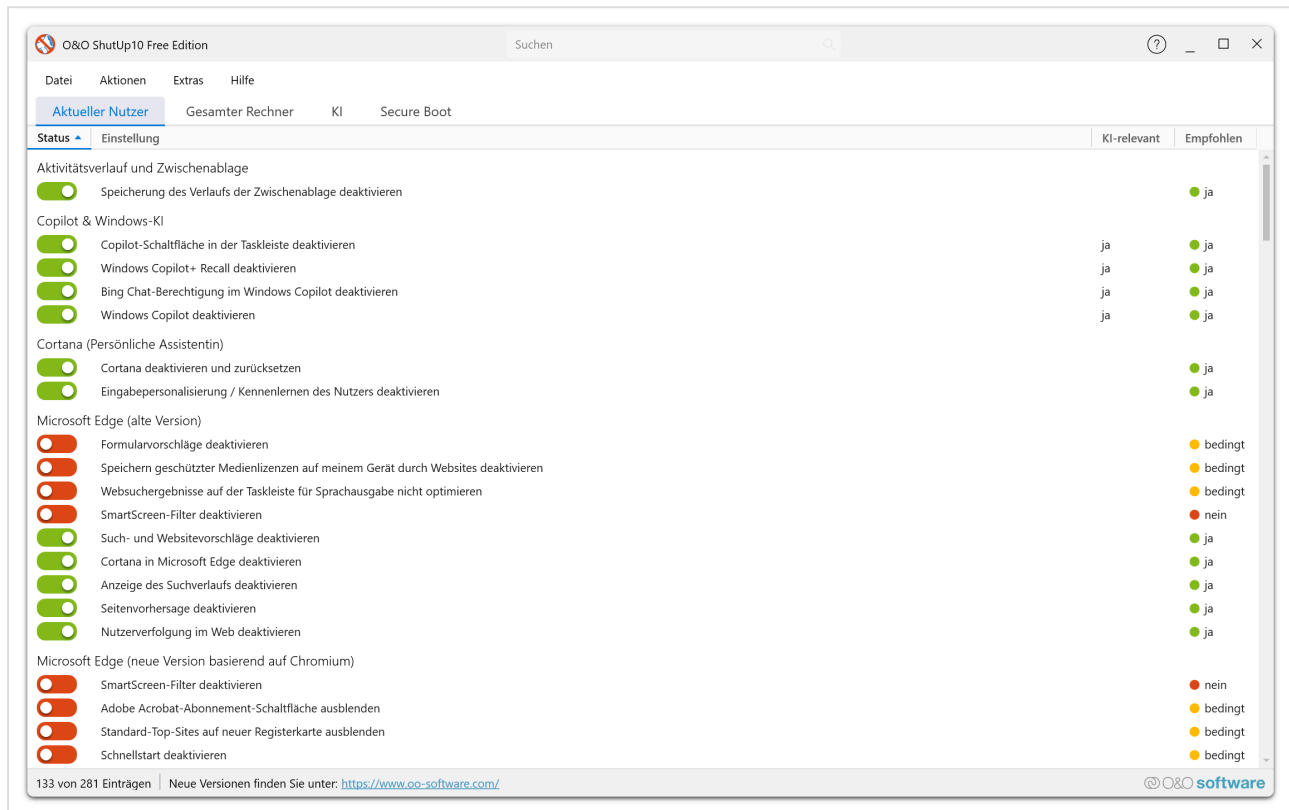 O&O ShutUp10 Free Edition Suchen ?
Datei Aktionen Extras Hilfe
Aktueller Nutzer Gesamter Rechner KI Secure Boot
Status Einstellung KI-relevant Empfohlen
Aktivitätsverlauf und Zwischenablage
Speicherung des Verlaufs der Zwischenablage deaktivieren ja
Copilot & Windows-KI
Copilot-Schaltfläche in der Taskleiste deaktivieren ja ja
Windows Copilot+ Recall deaktivieren ja ja
Bing Chat-Berechtigung im Windows Copilot deaktivieren ja ja
Windows Copilot deaktivieren ja ja
Cortana (Persönliche Assistentin)
Cortana deaktivieren und zurücksetzen ja
Eingabepersonalisierung / Kennenlernen des Nutzers deaktivieren ja
Microsoft Edge (alte Version)
Formularvorschläge deaktivieren bedingt
Speichern geschützter Medienlizenzen auf meinem Gerät durch Websites deaktivieren bedingt
Websuchergebnisse auf der Taskleiste für Sprachausgabe nicht optimieren bedingt
SmartScreen-Filter deaktivieren nein
Such- und Websitevorschläge deaktivieren ja
Cortana in Microsoft Edge deaktivieren ja
Anzeige des Suchverlaufs deaktivieren ja
Seitenvorhersage deaktivieren ja
Nutzerverfolgung im Web deaktivieren ja
Microsoft Edge (neue Version basierend auf Chromium)
SmartScreen-Filter deaktivieren nein
Adobe Acrobat-Abonnement-Schaltfläche ausblenden bedingt
Standard-Top-Sites auf neuer Registerkarte ausblenden bedingt
Schnellstart deaktivieren bedingt
133 von 281 Einträgen Neue Versionen finden Sie unter: https://www.oo-software.com/ O&O software